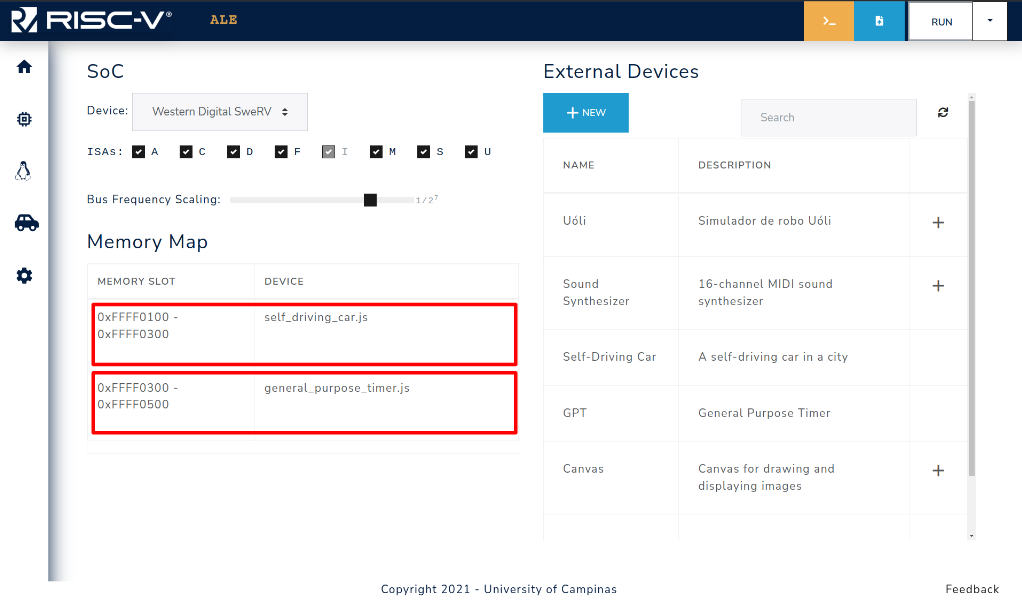 RISC-V®
ALE
>_
RUN
SoC
Device: Western Digital SweRV
ISAs: A C D F I M S U
Bus Frequency Scaling: 1/2⁷
Memory Map
MEMORY SLOT DEVICE
0xFFFF0100 - self_driving_car.js
0xFFFF0300
0xFFFF0300 - general_purpose_timer.js
0xFFFF0500
External Devices
+ NEW
Search
NAME DESCRIPTION
Uóli Simulador de robo Uóli +
Sound 16-channel MIDI sound +
Synthesizer synthesizer
Self-Driving Car A self-driving car in a city
GPT General Purpose Timer
Canvas Canvas for drawing and +
displaying images
Copyright 2021 - University of Campinas
Feedback